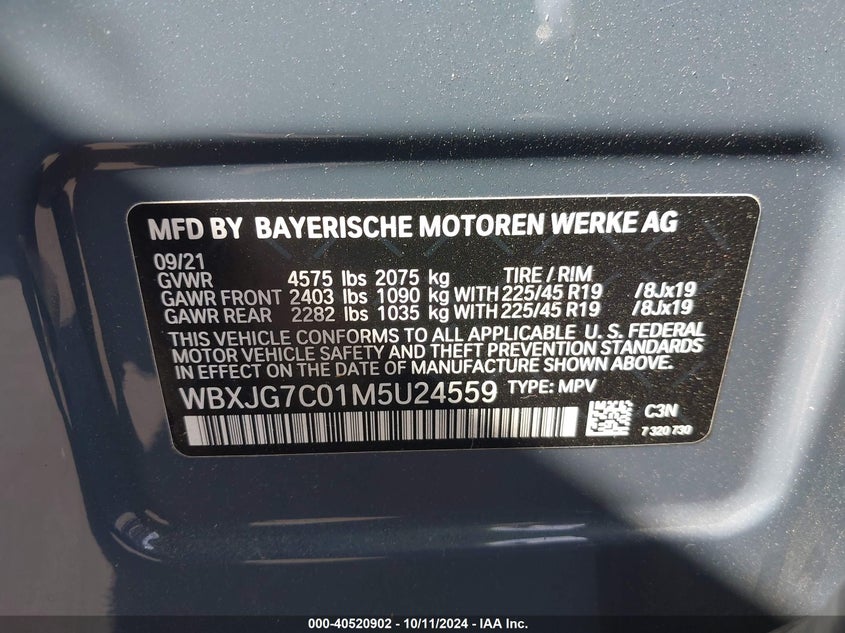 MFD BY BAYERISCHE MOTOREN WERKE AG
09/21
GVWR 4575 lbs 2075 kg TIRE / RIM
GAWR FRONT 2403 lbs 1090 kg WITH 225/45 R19 /8Jx19
GAWR REAR 2282 lbs 1035 kg WITH 225/45 R19 /8Jx19
THIS VEHICLE CONFORMS TO ALL APPLICABLE U. S. FEDERAL
MOTOR VEHICLE SAFETY AND THEFT PREVENTION STANDARDS
IN EFFECT ON THE DATE OF MANUFACTURE SHOWN ABOVE.
WBXJG7C01M5U24559 TYPE: MPV
C3N
7 320 730
000-40520902 - 10/11/2024 - IAA Inc.